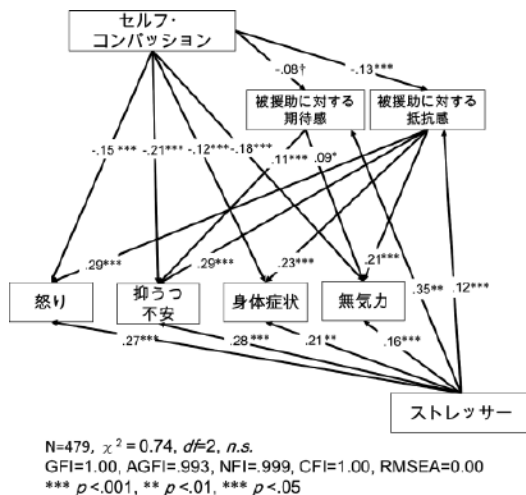 セルフ・
コンパッション
-.08†
-.13***
被援助に対する
期待感
被援助に対する
抵抗感
-.15***
-.21***
-.12***
-.18***
.11***
.09*
.29***
.29***
.23***
.21***
.35**
.12***
怒り
抑うつ
不安
身体症状
無気力
.27***
.28***
.21**
.16***
ストレッサー
N=479, χ²=0.74, df=2, n.s.
GFI=1.00, AGFI=.993, NFI=.999, CFI=1.00, RMSEA=0.00
*** p<.001, ** p<.01, *** p<.05